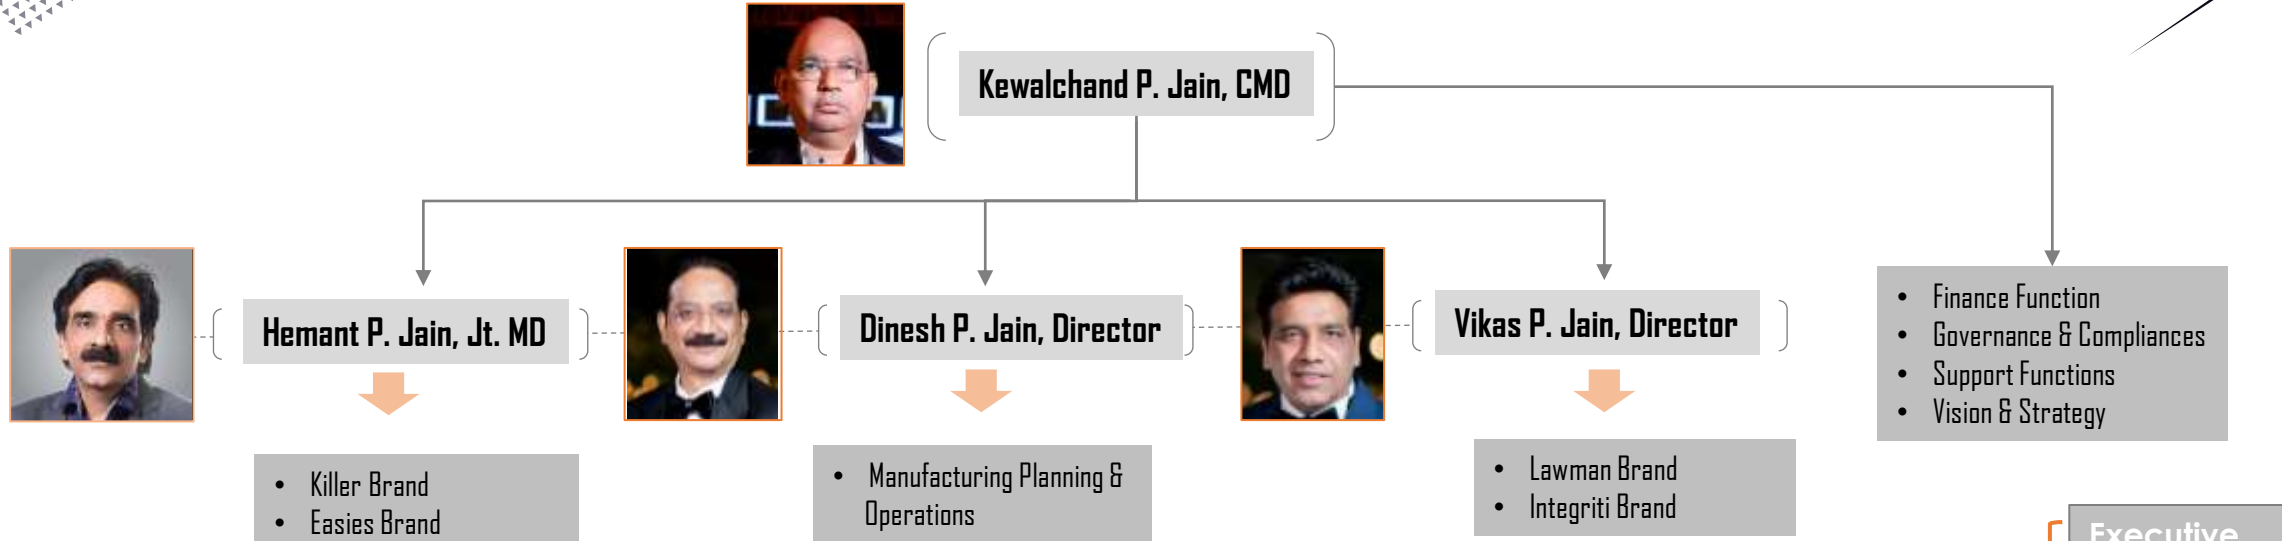 Kewalchand P. Jain, CMD
Hemant P. Jain, Jt. MD
Dinesh P. Jain, Director
Vikas P. Jain, Director
• Finance Function
• Governance & Compliances
• Support Functions
• Vision & Strategy
• Killer Brand
• Easies Brand
• Manufacturing Planning &
Operations
• Lawman Brand
• Integriti Brand
Executive